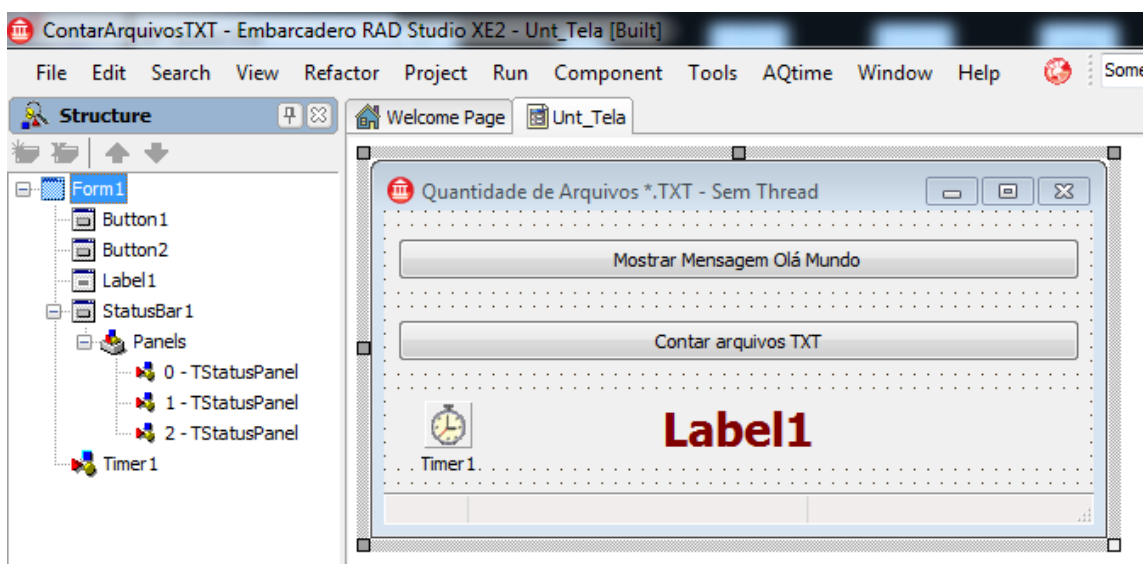 ContarArquivosTXT - Embarcadero RAD Studio XE2 - Unt_Tela [Built]
File Edit Search View Refactor Project Run Component Tools AQtime Window Help
Structure
Welcome Page Unt_Tela
Form1
Button1
Button2
Label1
StatusBar1
Panels
0 - TStatusPanel
1 - TStatusPanel
2 - TStatusPanel
Timer1
Quantidade de Arquivos *.TXT - Sem Thread
Mostrar Mensagem Olá Mundo
Contar arquivos TXT
Label1
Timer1